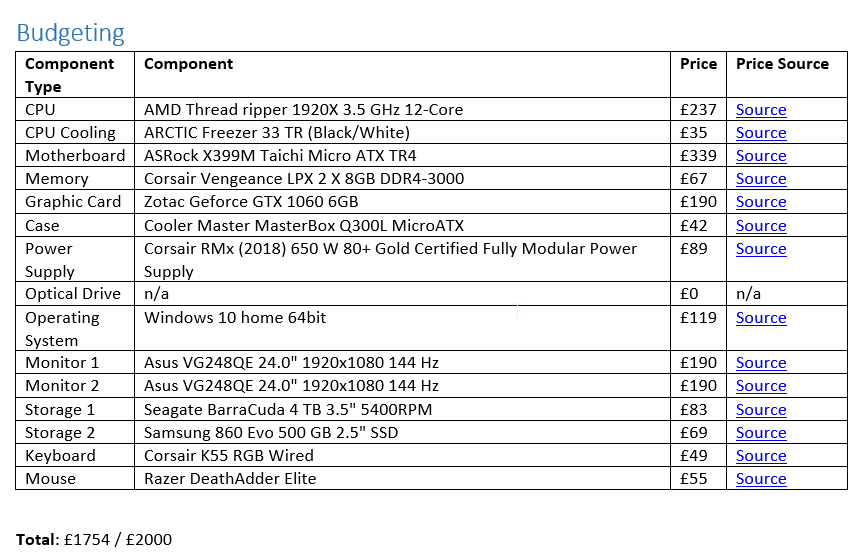 Budgeting
Component Type Component Price Price Source
CPU AMD Thread ripper 1920X 3.5 GHz 12-Core £237 Source
CPU Cooling ARCTIC Freezer 33 TR (Black/White) £35 Source
Motherboard ASRock X399M Taichi Micro ATX TR4 £339 Source
Memory Corsair Vengeance LPX 2 X 8GB DDR4-3000 £67 Source
Graphic Card Zotac Geforce GTX 1060 6GB £190 Source
Case Cooler Master MasterBox Q300L MicroATX £42 Source
Power Supply Corsair RMx (2018) 650 W 80+ Gold Certified Fully Modular Power Supply £89 Source
Optical Drive n/a £0 n/a
Operating System Windows 10 home 64bit £119 Source
Monitor 1 Asus VG248QE 24.0" 1920x1080 144 Hz £190 Source
Monitor 2 Asus VG248QE 24.0" 1920x1080 144 Hz £190 Source
Storage 1 Seagate BarraCuda 4 TB 3.5" 5400RPM £83 Source
Storage 2 Samsung 860 Evo 500 GB 2.5" SSD £69 Source
Keyboard Corsair K55 RGB Wired £49 Source
Mouse Razer DeathAdder Elite £55 Source
Total: £1754 / £2000